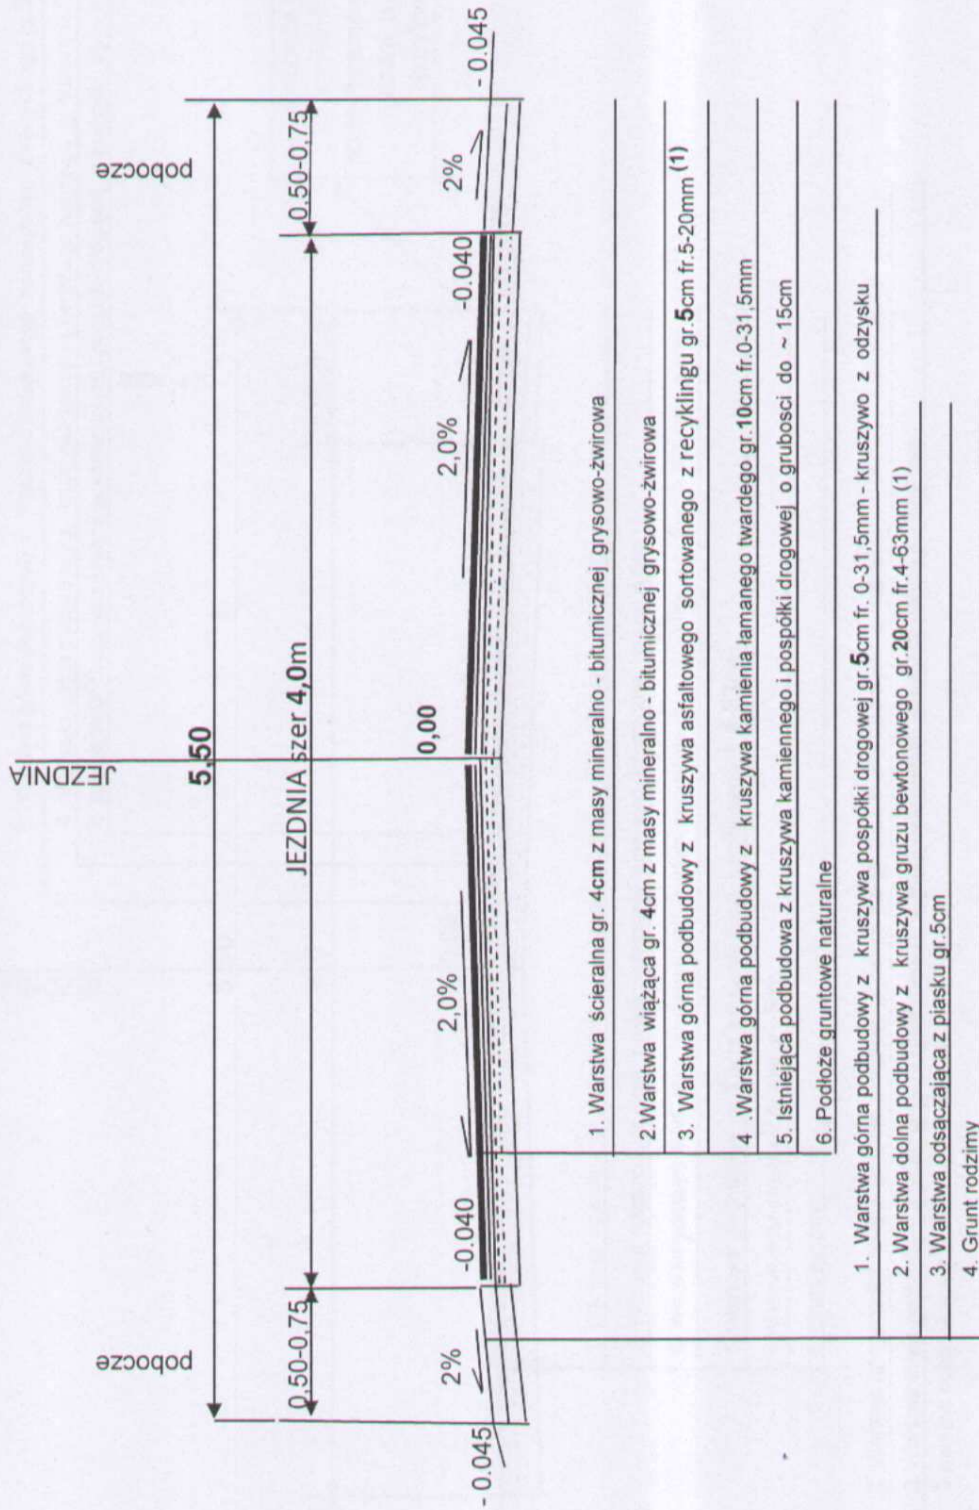 JEZDNIA
5,50
pobocze
pobocze
0,50-0,75
JEZDNIA szer 4,0m
0,50-0,75
- 0.045
2%
-0.040
2,0%
0,00
2,0%
-0.040
2%
- 0.045
1. Warstwa ścieralna gr. 4cm z masy mineralno - bitumicznej grysowo-żwirowa
2.Warstwa wiążąca gr. 4cm z masy mineralno - bitumicznej grysowo-żwirowa
3. Warstwa górna podbudowy z kruszywa asfaltowego sortowanego z recyklingu gr.5cm fr.5-20mm (1)
4 .Warstwa górna podbudowy z kruszywa kamienia łamanego twardego gr.10cm fr.0-31,5mm
5. Istniejąca podbudowa z kruszywa kamiennego i pospółki drogowej o grubosci do ~ 15cm
6. Podłoże gruntowe naturalne
1. Warstwa górna podbudowy z kruszywa pospółki drogowej gr.5cm fr. 0-31,5mm - kruszywo z odzysku
2. Warstwa dolna podbudowy z kruszywa gruzu bewtonowego gr.20cm fr.4-63mm (1)
3. Warstwa odsączająca z piasku gr.5cm
4. Grunt rodzimy